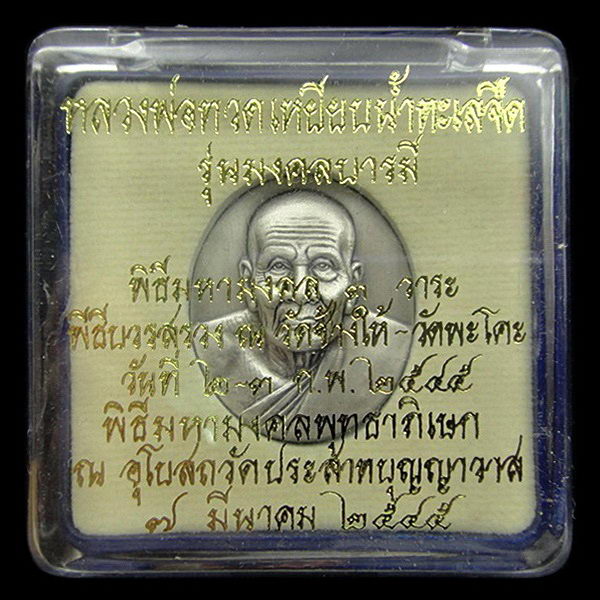 หลวงพ่อทวดเหยียบน้ำทะเลจืด
รุ่นมงคลบารมี
พิธีมหามงคล ๓ วาระ
พิธีบวงสรวง ณ วัดช้างให้-วัดพะโคะ
วันที่ ๒-๓ ก.พ. ๒๕๔๕
พิธีมหามงคลพุทธาภิเษก
ณ อุโบสถวัดประสาทบุญญาวาส
๗ มีนาคม ๒๕๔๕